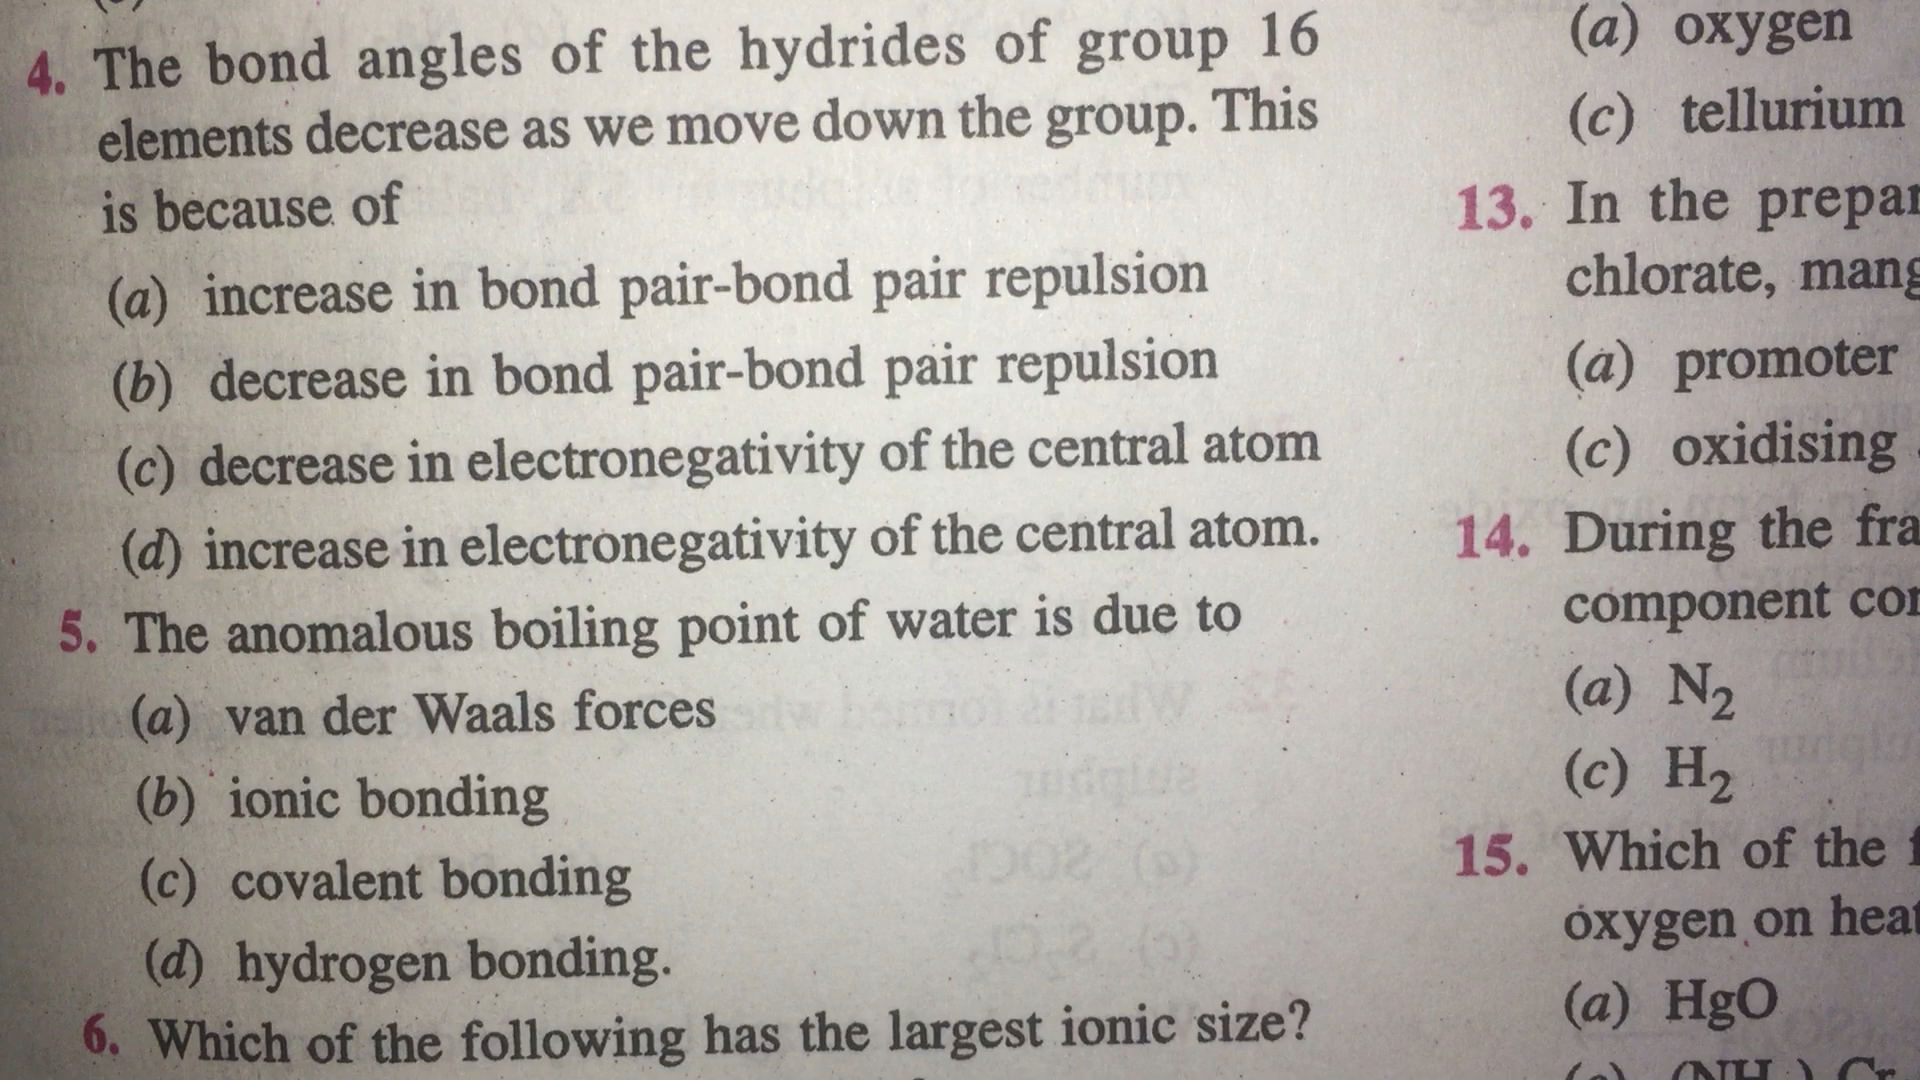 4. The bond angles of the hydrides of group 16
elements decrease as we move down the group. This
is because of
(a) increase in bond pair-bond pair repulsion
(b) decrease in bond pair-bond pair repulsion
(c) decrease in electronegativity of the central atom
(d) increase in electronegativity of the central atom.
5. The anomalous boiling point of water is due to
(a) van der Waals forces
(b) ionic bonding
(c) covalent bonding
(d) hydrogen bonding.
6. Which of the following has the largest ionic size?
(a) oxygen
(c) tellurium
13. In the
chlorate,
(a) promoter
(c) oxidising
14. During the
component
(a) N₂
(c) H₂
15. Which of the
oxygen on
(a) HgO